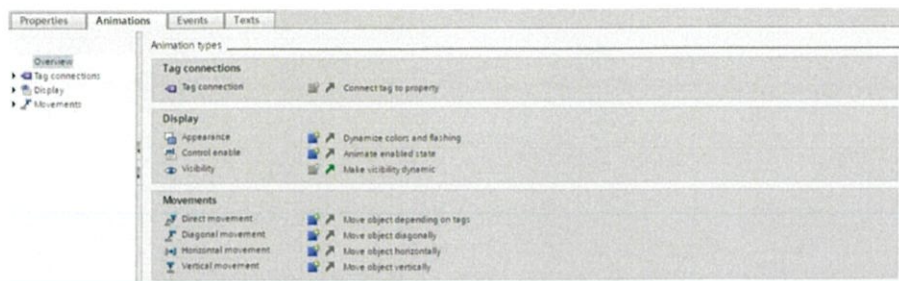 Properties Animations Events Texts
Animation types
Overview
Tag connections
Display
Movements
Tag connections
Tag connection Connect tag to property
Display
Appearance Dynamize colors and flashing
Control enable Animate enabled state
Visibility Make visibility dynamic
Movements
Direct movement Move object depending on tags
Diagonal movement Move object diagonally
Horizontal movement Move object horizontally
Vertical movement Move object vertically